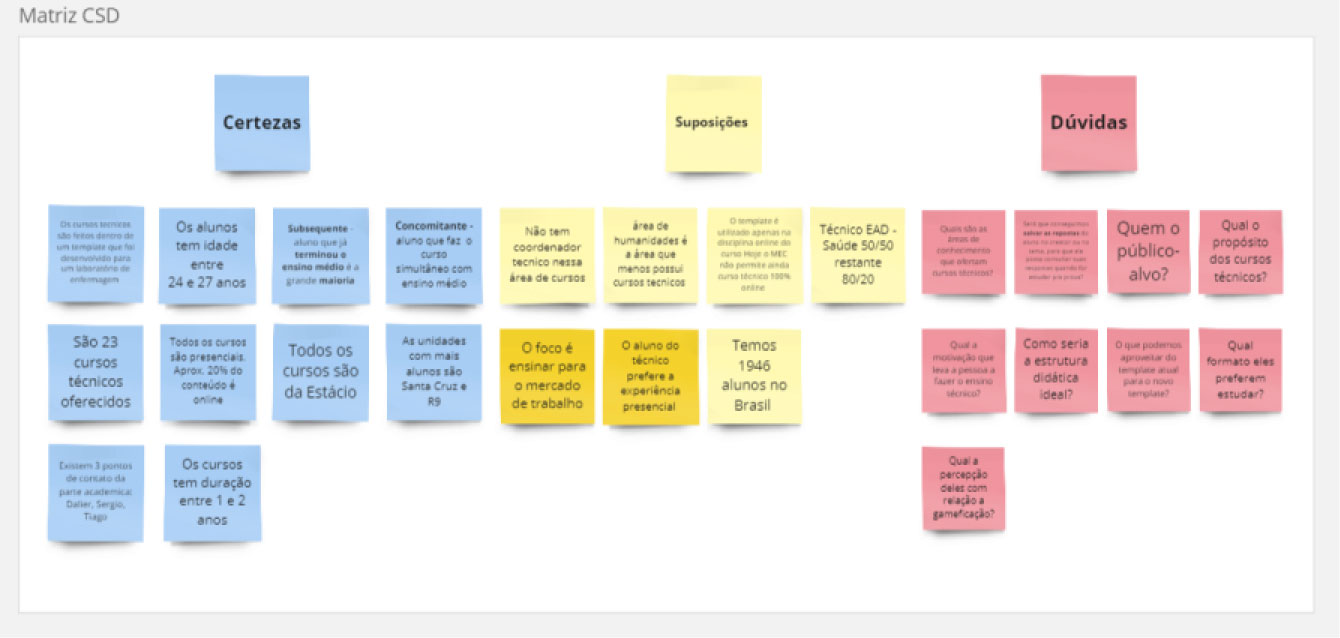 Matriz CSD
Certezas
Os cursos tecnicos
são feitos dentro de
um template que foi
desenvolvido para
um laboratório de
enfermagem
Os alunos
tem idade
entre
24 e 27 anos
Subsequente -
aluno que já
terminou o
ensino médio é a
grande maioria
Concomitante -
aluno que faz o
curso
simultâneo com
ensino médio
São 23
cursos
técnicos
oferecidos
Todos os cursos
são presenciais.
Aprox. 20% do
conteúdo é
online
Todos os
cursos são
da Estácio
As unidades
com mais
alunos são
Santa Cruz e
R9
Existem 3 pontos
de contato da
parte academica:
Dalier, Sergio,
Tiago
Os cursos
tem duração
entre 1 e 2
anos
Suposições
Não tem
coordenador
tecnico nessa
área de cursos
área de
humanidades é
a área que
menos possui
cursos tecnicos
O template é
utilizado apenas na
disciplina online do
curso Hoje o MEC
não permite ainda
curso técnico 100%
online
Técnico EAD -
Saúde 50/50
restante
80/20
O foco é
ensinar para
o mercado
de trabalho
O aluno do
técnico
prefere a
experiência
presencial
Temos
1946
alunos no
Brasil
Dúvidas
Quais são as
áreas de
conhecimento
que ofertam
cursos técnicos?
Será que conseguimos
salvar as respostas do
aluno no creator ou no
tema, para que ele
possa consultar suas
respostas quando for
estudar pra prova?
Quem o
público-
alvo?
Qual o
propósito
dos cursos
técnicos?
Qual a
motivação que
leva a pessoa a
fazer o ensino
técnico?
Como seria
a estrutura
didática
ideal?
O que podemos
aproveitar do
template atual
para o novo
template?
Qual
formato eles
preferem
estudar?
Qual a
percepção
deles com
relação a
gameficação?